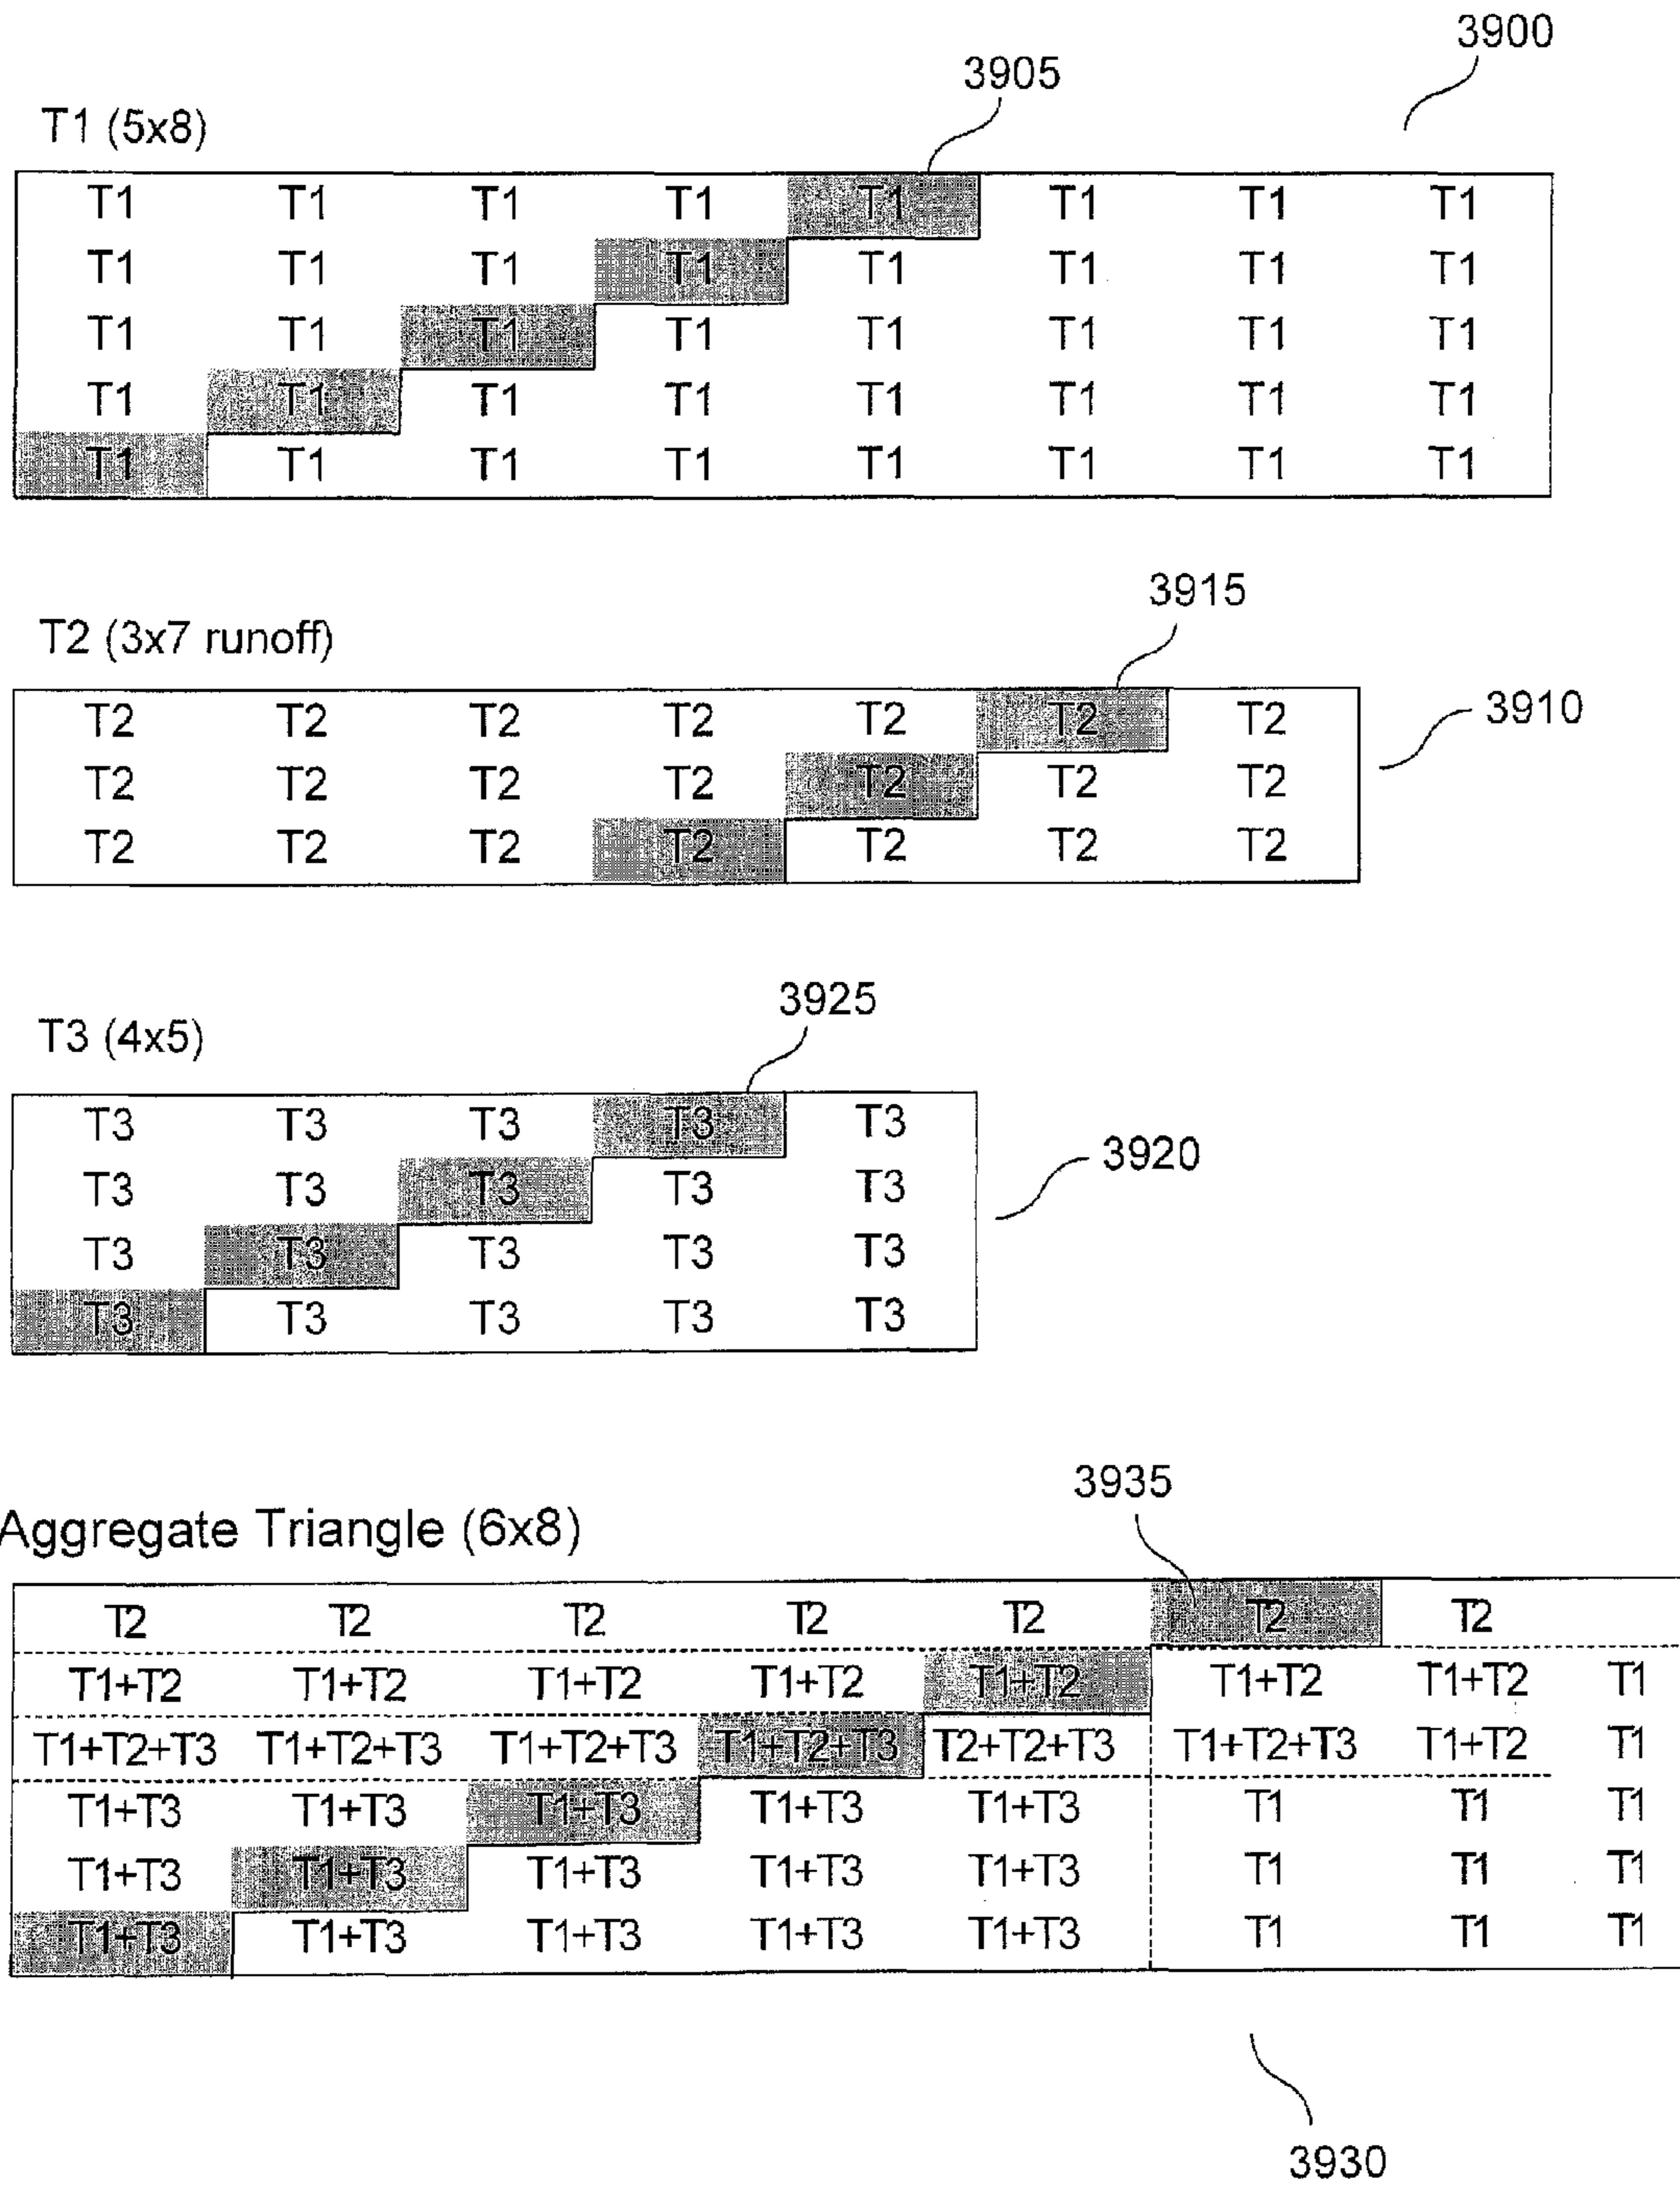 3900
3905
T1 (5x8)
T1 T1 T1 T1 T1 T1 T1 T1
T1 T1 T1 T1 T1 T1 T1 T1
T1 T1 T1 T1 T1 T1 T1 T1
T1 T1 T1 T1 T1 T1 T1 T1
T1 T1 T1 T1 T1 T1 T1 T1
3915
T2 (3x7 runoff)
3910
T2 T2 T2 T2 T2 T2 T2
T2 T2 T2 T2 T2 T2 T2
T2 T2 T2 T2 T2 T2 T2
3925
T3 (4x5)
T3 T3 T3 T3 T3
3920
T3 T3 T3 T3 T3
T3 T3 T3 T3 T3
T3 T3 T3 T3 T3
3935
Aggregate Triangle (6x8)
T2 T2 T2 T2 T2 T2 T2
T1+T2 T1+T2 T1+T2 T1+T2 T1+T2 T1+T2 T1+T2 T1
T1+T2+T3 T1+T2+T3 T1+T2+T3 T1+T2+T3 T2+T2+T3 T1+T2+T3 T1+T2 T1
T1+T3 T1+T3 T1+T3 T1+T3 T1+T3 T1 T1 T1
T1+T3 T1+T3 T1+T3 T1+T3 T1+T3 T1 T1 T1
T1+T3 T1+T3 T1+T3 T1+T3 T1+T3 T1 T1 T1
3930